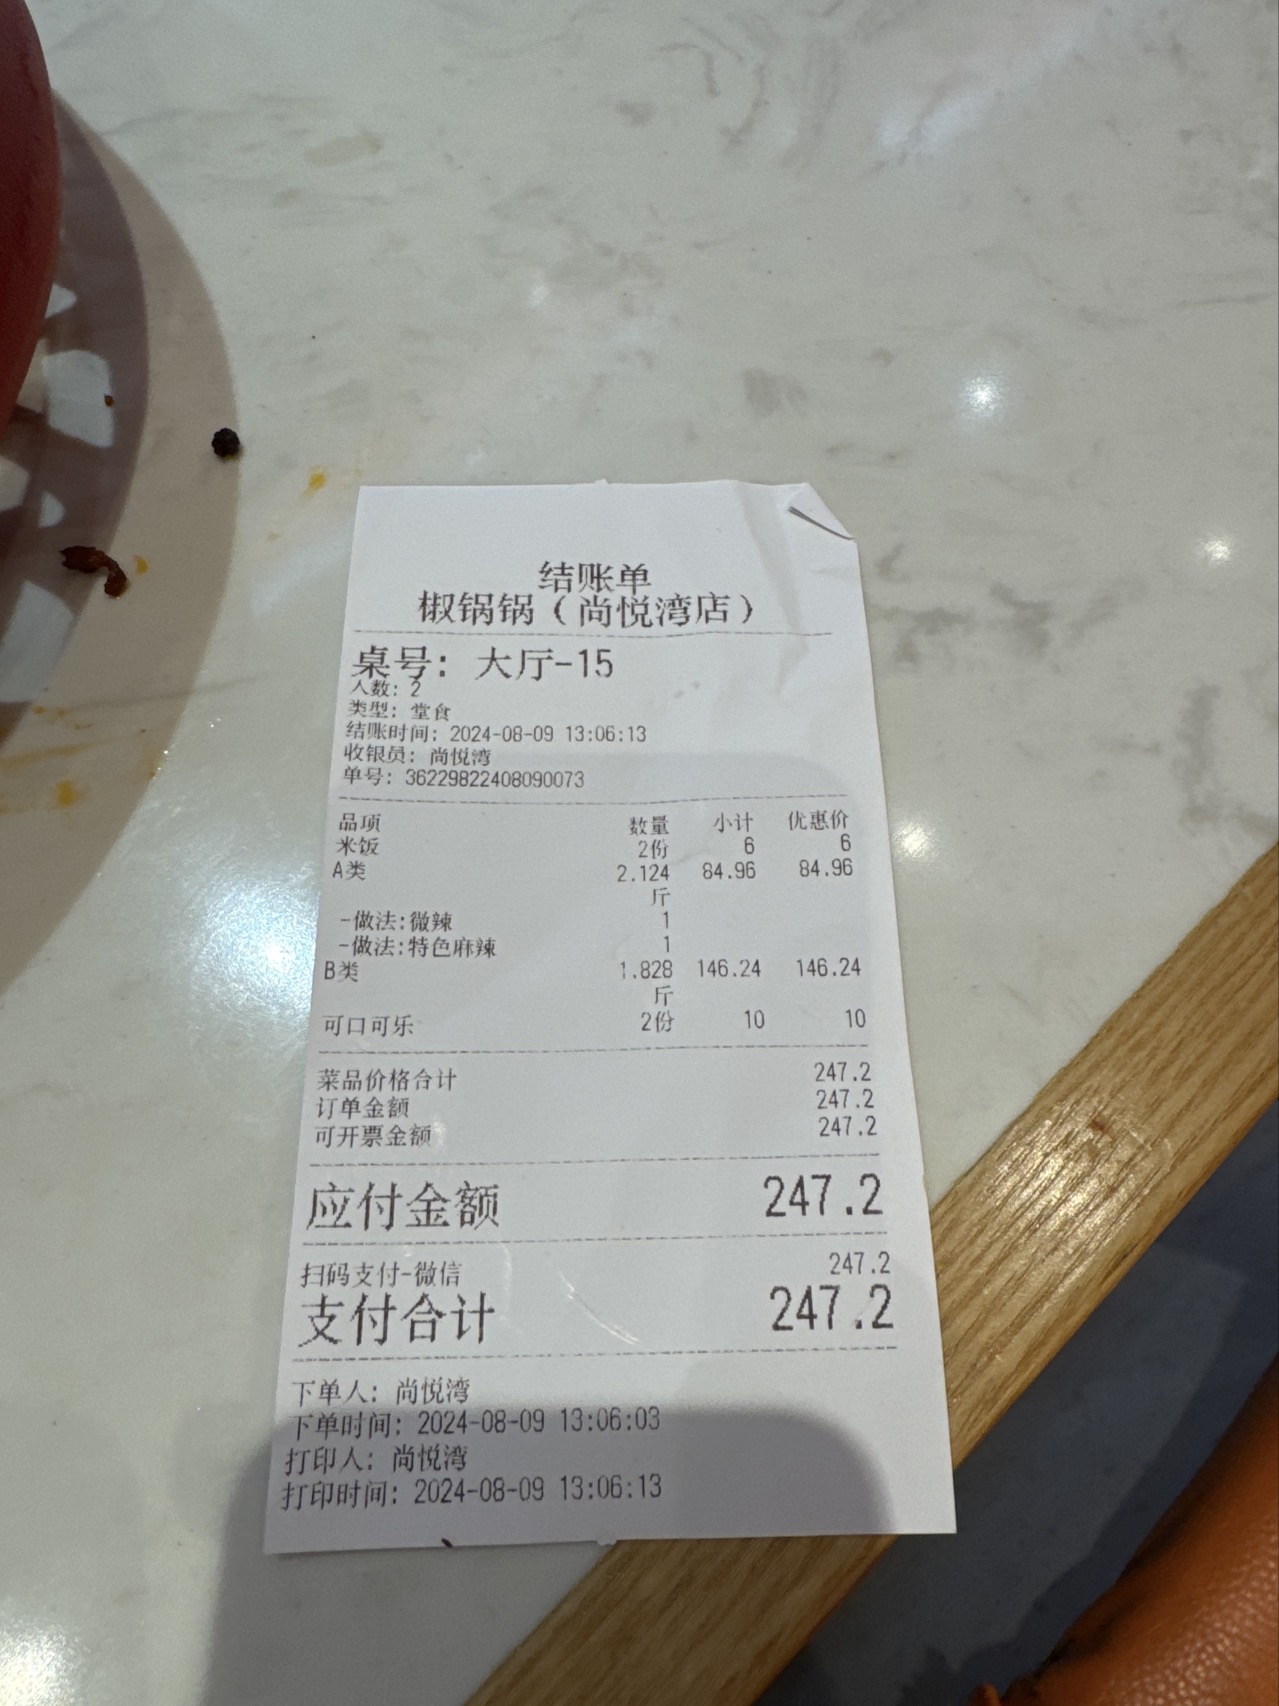 结账单
椒锅锅（尚悦湾店）
桌号: 大厅-15
人数: 2
类型: 堂食
结账时间: 2024-08-09 13:06:13
收银员: 尚悦湾
单号: 36229822408090073
品项 数量 小计 优惠价
米饭 2份 6 6
A类 2.124 84.96 84.96
斤
-做法:微辣 1
-做法:特色麻辣 1
B类 1.828 146.24 146.24
斤
可口可乐 2份 10 10
菜品价格合计 247.2
订单金额 247.2
可开票金额 247.2
应付金额 247.2
扫码支付-微信 247.2
支付合计 247.2
下单人: 尚悦湾
下单时间: 2024-08-09 13:06:03
打印人: 尚悦湾
打印时间: 2024-08-09 13:06:13